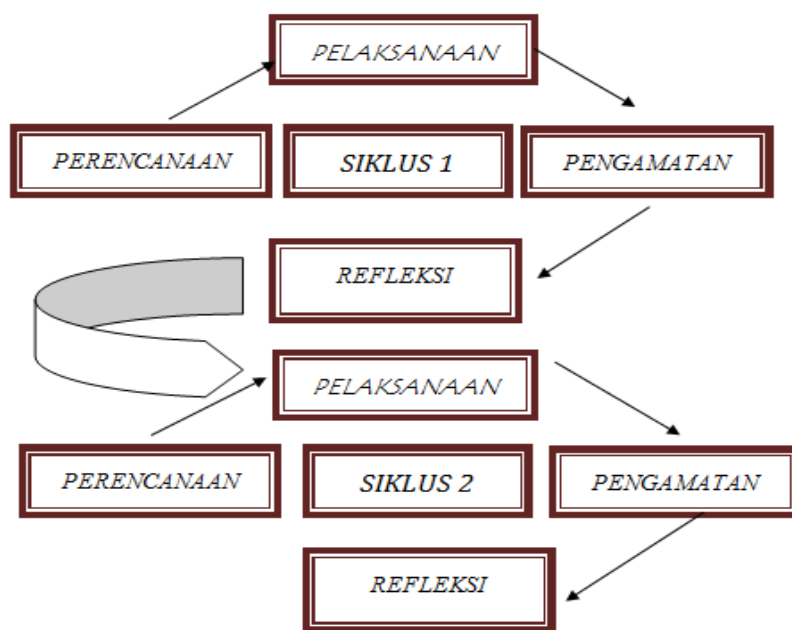 PELAKSANAAN
PERENCANAAN
SIKLUS 1
PENGAMATAN
REFLEKSI
PELAKSANAAN
PERENCANAAN
SIKLUS 2
PENGAMATAN
REFLEKSI